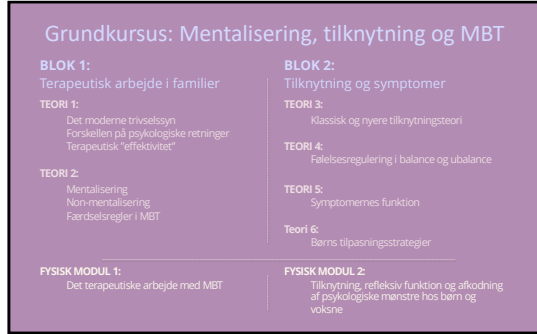 Grundkursus: Mentalisering, tilknytning og MBT
BLOK 1:
Terapeutisk arbejde i familier
TEORI 1:
Det moderne trivselssyn
Forskellen på psykologiske retninger
Terapeutisk ”effektivitet”
TEORI 2:
Mentalisering
Non-mentalisering
Færdselsregler i MBT
FYSISK MODUL 1:
Det terapeutiske arbejde med MBT
BLOK 2:
Tilknytning og symptomer
TEORI 3:
Klassisk og nyere tilknytningsteori
TEORI 4:
Følelsesregulering i balance og ubalance
TEORI 5:
Symptomernes funktion
Teori 6:
Børns tilpasningsstrategier
FYSISK MODUL 2:
Tilknytning, refleksiv funktion og afkodning
af psykologiske mønstre hos børn og
voksne